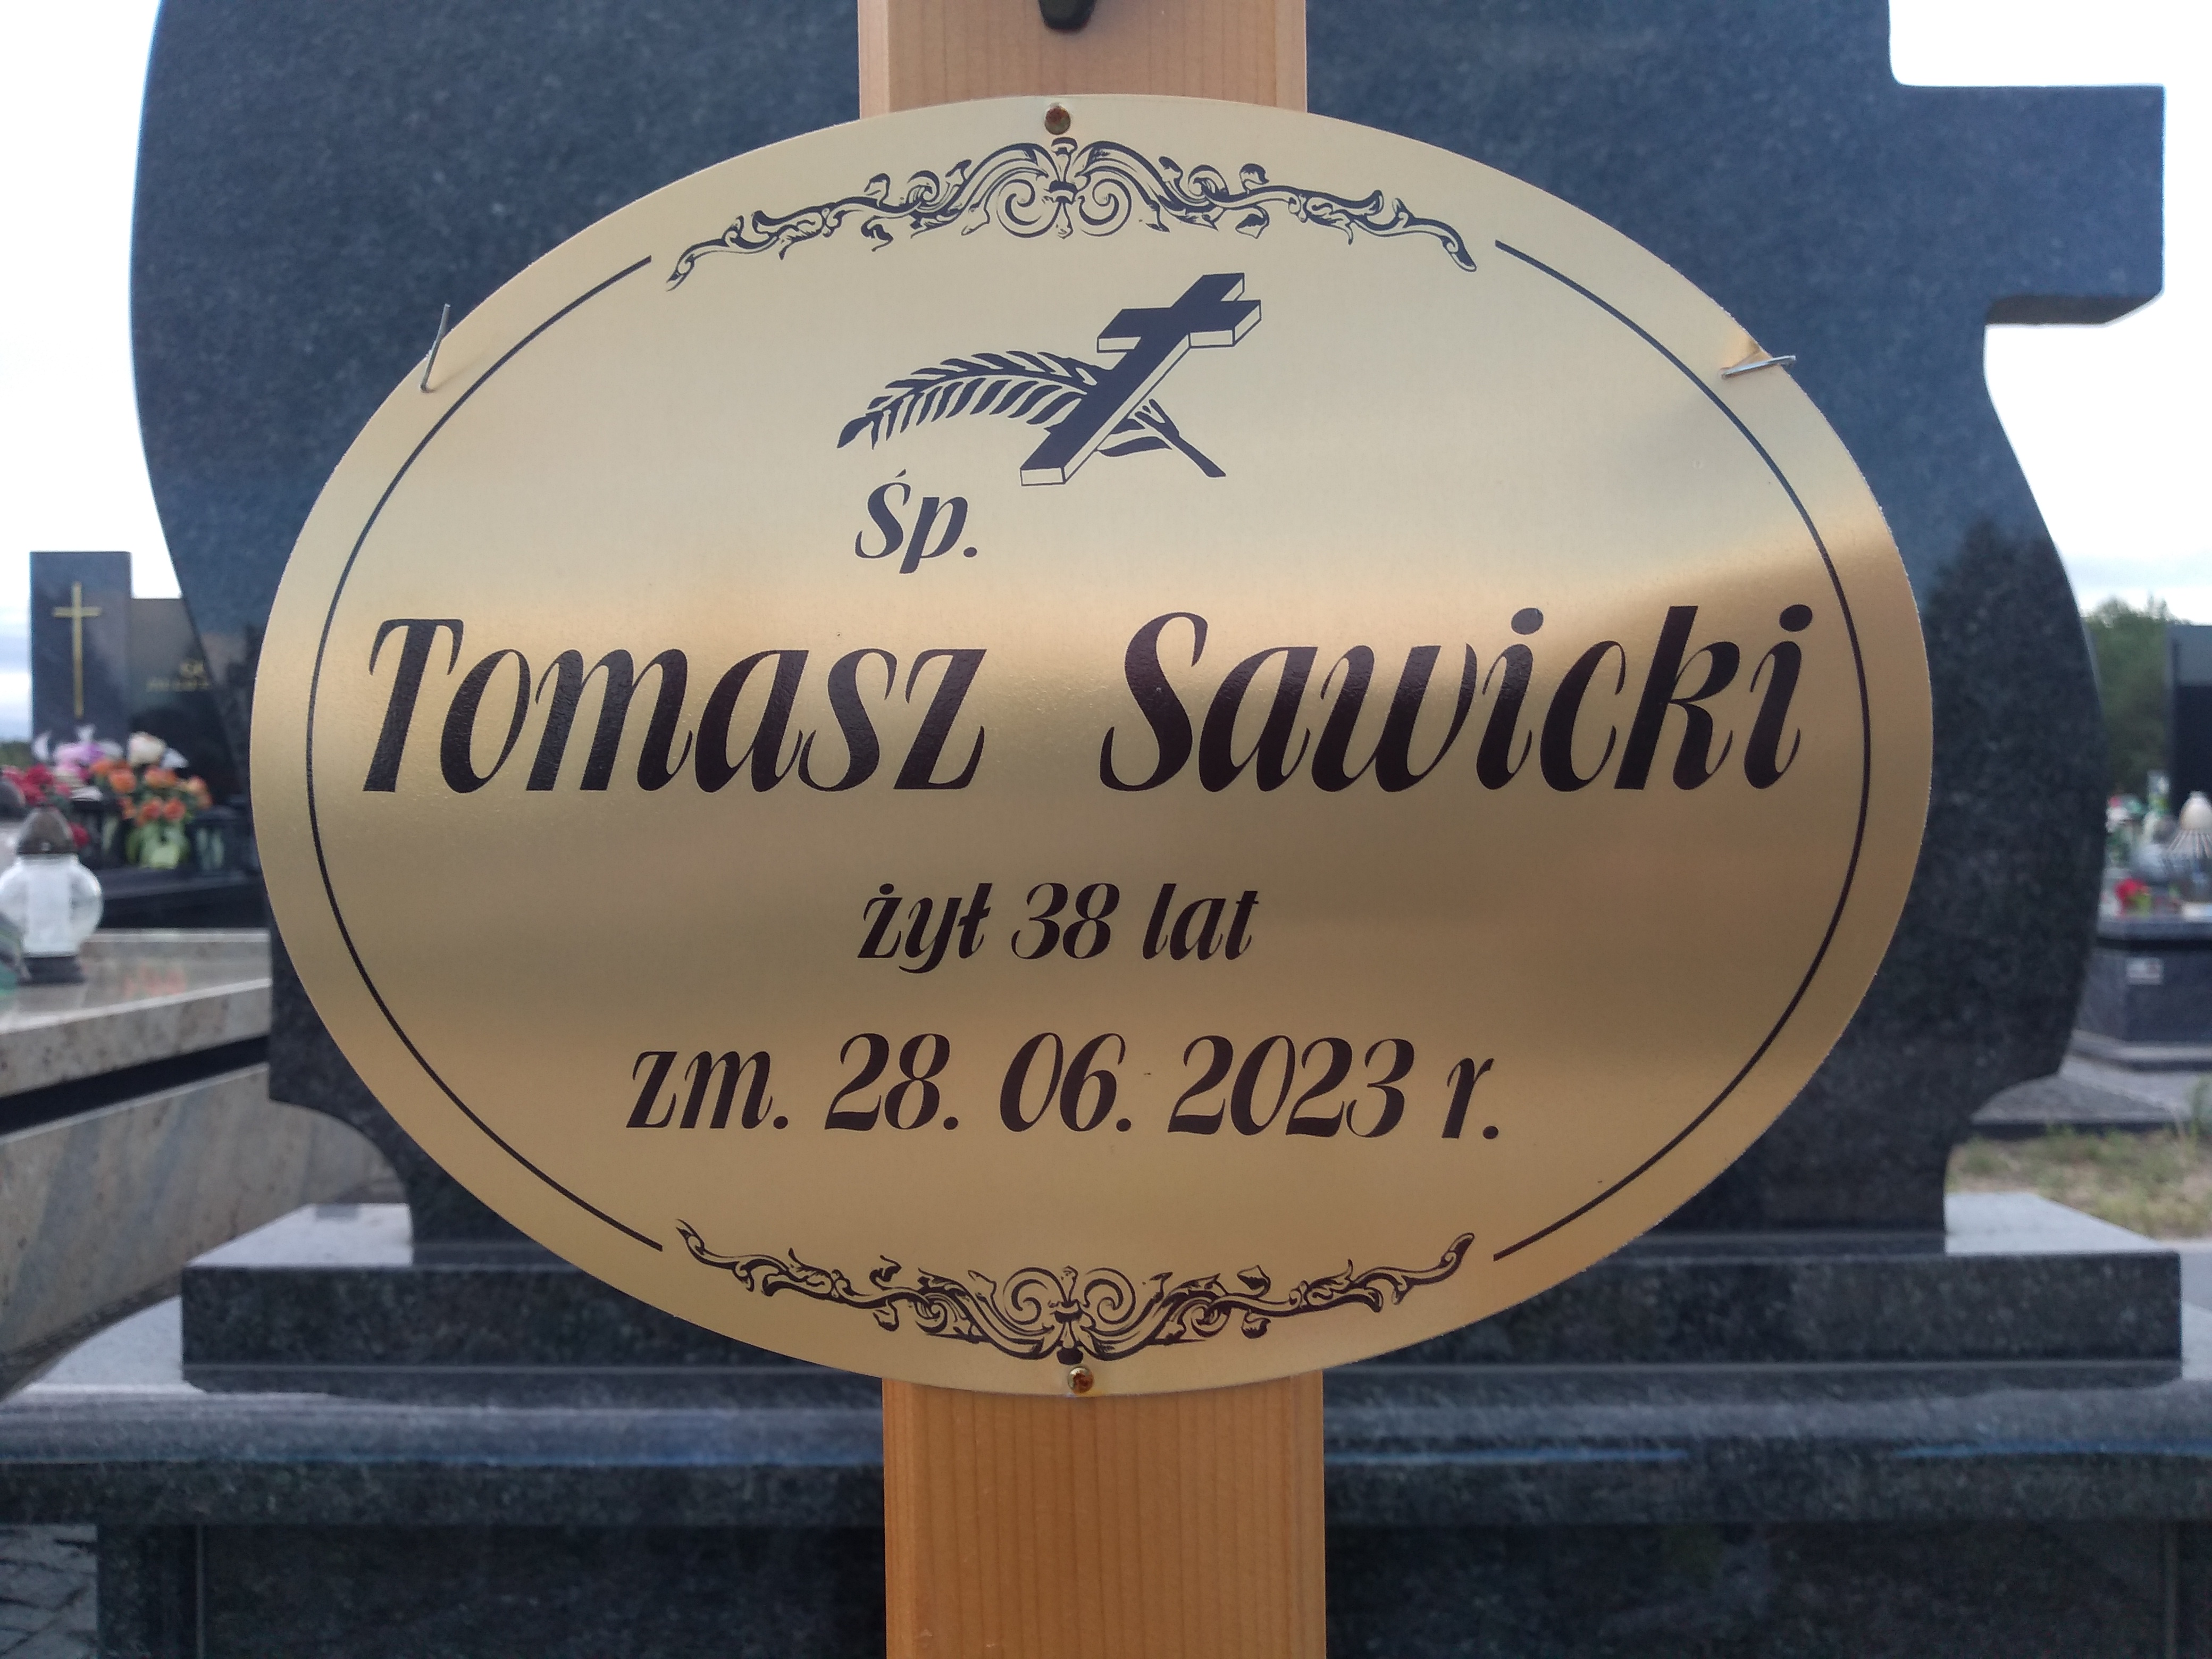 Śp.
Tomasz Sawicki
żył 38 lat
zm. 28. 06. 2023 r.